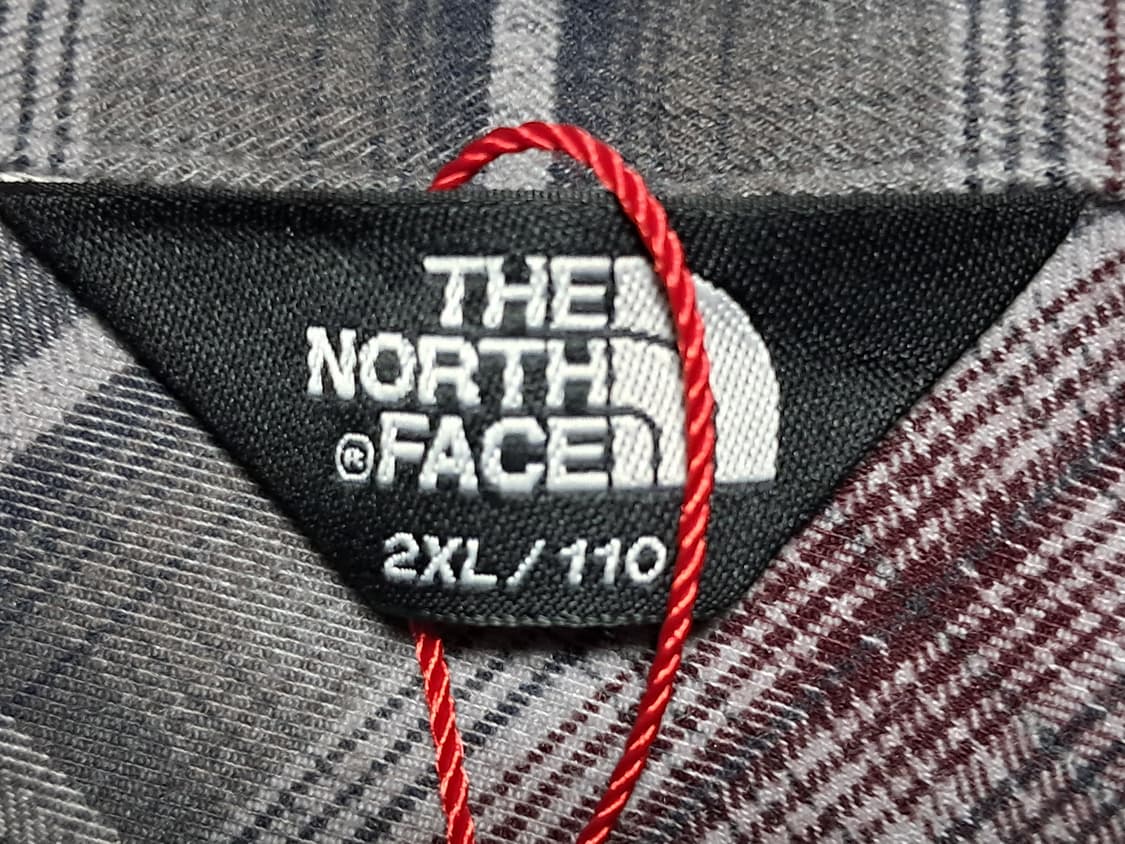 THE
NORTH
®FACE
2XL / 110